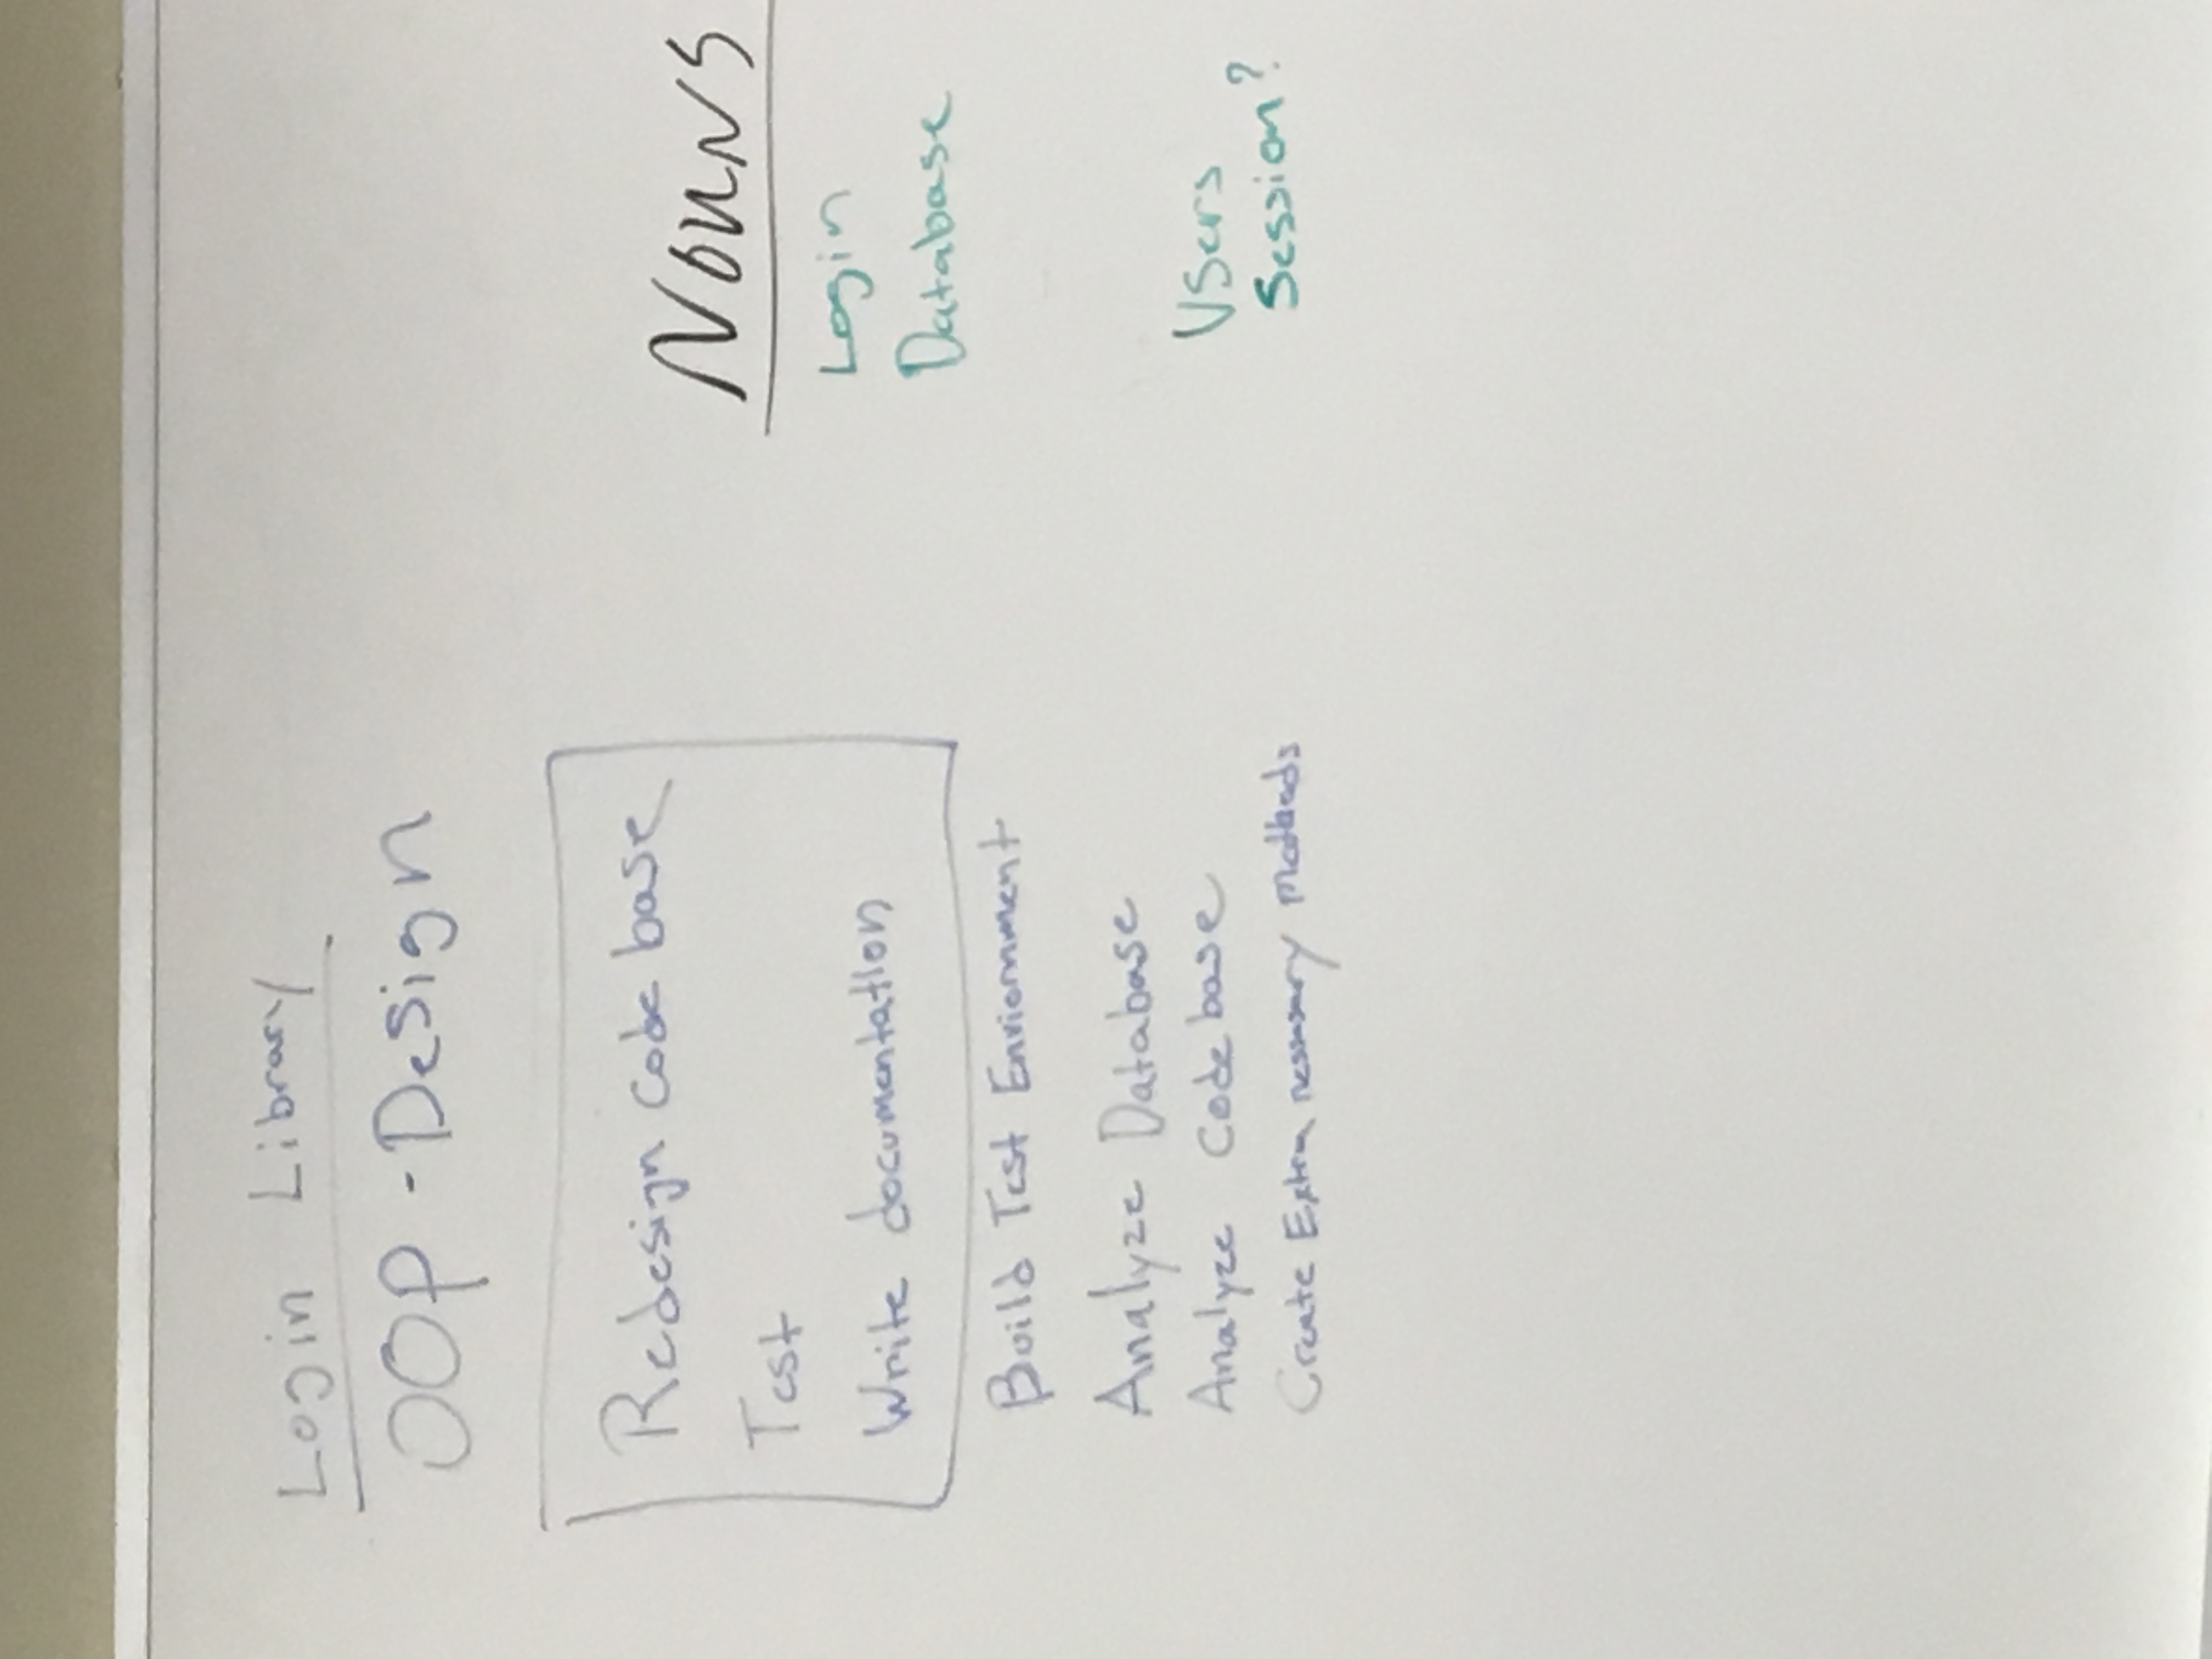 Login Library
OOP - Design
Redesign code base
Test
Write documentation
Build Test Enviornment
Analyze Database
Analyze Code base
Create Extra nessesary methods
NOUNS
Login
Database
Users
Session?